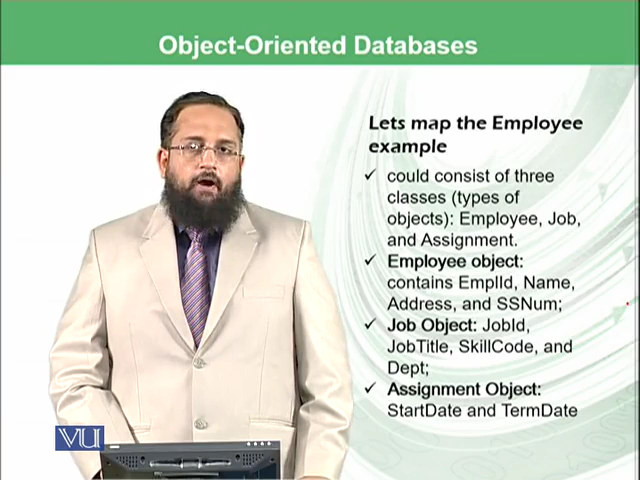 Object-Oriented Databases
Lets map the Employee
example
✓ could consist of three
classes (types of
objects): Employee, Job,
and Assignment.
✓ Employee object:
contains EmplId, Name,
Address, and SSNum;
✓ Job Object: JobId,
JobTitle, SkillCode, and
Dept;
✓ Assignment Object:
StartDate and TermDate
VU